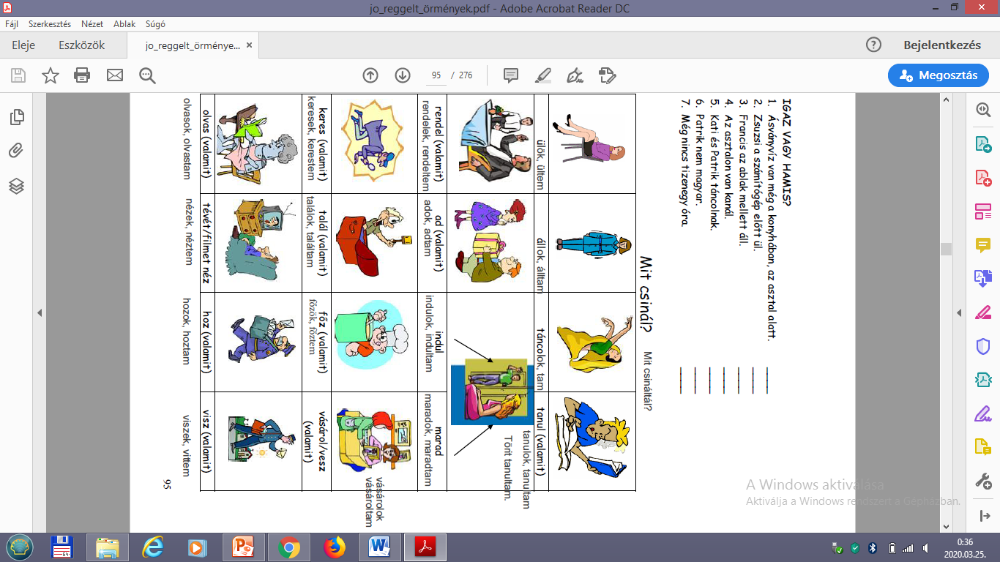 jo_reggelt_örmények.pdf - Adobe Acrobat Reader DC
Fájl Szerkesztés Nézet Ablak Súgó
Eleje Eszközök jo_reggelt_örménye... × Bejelentkezés
95 / 276 Megosztás
IGAZ VAGY HAMIS?
1. Ásványvíz van még a konyhában, az asztal alatt.
2. Zsuzsi a számítógép előtt ül.
3. Francis az ablak mellett áll.
4. Az asztalon van kanál.
5. Kati és Patrik táncolnak.
6. Patrik nem magyar.
7. Még nincs tizenegy óra.
Mit csinál? Mit csináltál?
ülök, ültem
állok, álltam
táncolok, tam
tanul (valamit)
tanulok, tanultam
Törit tanultam.
rendel (valamit)
rendelek, rendeltem
ad (valamit)
adok, adtam
indul
indulok, indultam
marad
maradok, maradtam
keres (valamit)
keresek, kerestem
talál (valamit)
találok, találtam
főz (valamit)
főzök, főztem
vásárol/vesz
(valamit)
vásárolok
vásároltam
olvas (valamit)
olvasok, olvastam
tévét/filmet néz
nézek, néztem
hoz (valamit)
hozok, hoztam
visz (valamit)
viszek, vittem
95
A Windows aktiválása
Aktiválja a Windows rendszert a Gépházban.
0:36
2020.03.25.